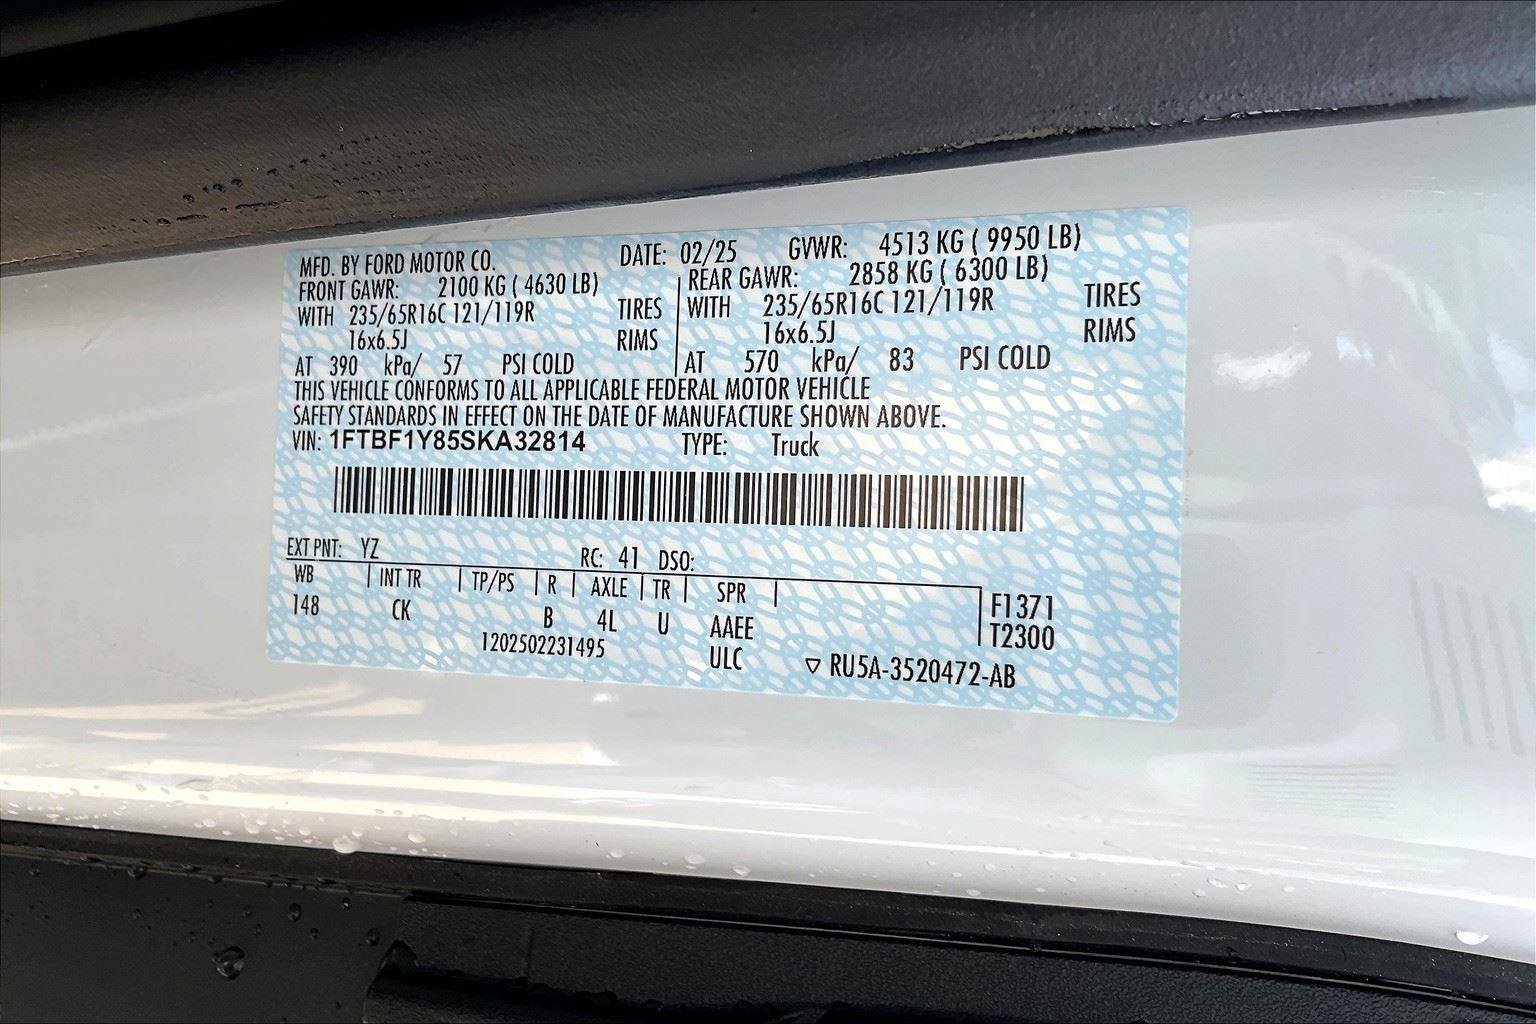 MFD. BY FORD MOTOR CO. DATE: 02/25 GVWR: 4513 KG ( 9950 LB)
FRONT GAWR: 2100 KG ( 4630 LB) REAR GAWR: 2858 KG ( 6300 LB)
WITH 235/65R16C 121/119R TIRES WITH 235/65R16C 121/119R TIRES
16x6.5J RIMS 16x6.5J RIMS
AT 390 kPa/ 57 PSI COLD AT 570 kPa/ 83 PSI COLD
THIS VEHICLE CONFORMS TO ALL APPLICABLE FEDERAL MOTOR VEHICLE
SAFETY STANDARDS IN EFFECT ON THE DATE OF MANUFACTURE SHOWN ABOVE.
VIN: 1FTBF1Y85SKA32814 TYPE: Truck
EXT PNT: YZ RC: 41 DSO:
WB INT TR TP/PS R AXLE TR SPR F1371
148 CK B 4L U AAEE T2300
1202502231495 ULC ▽ RU5A-3520472-AB